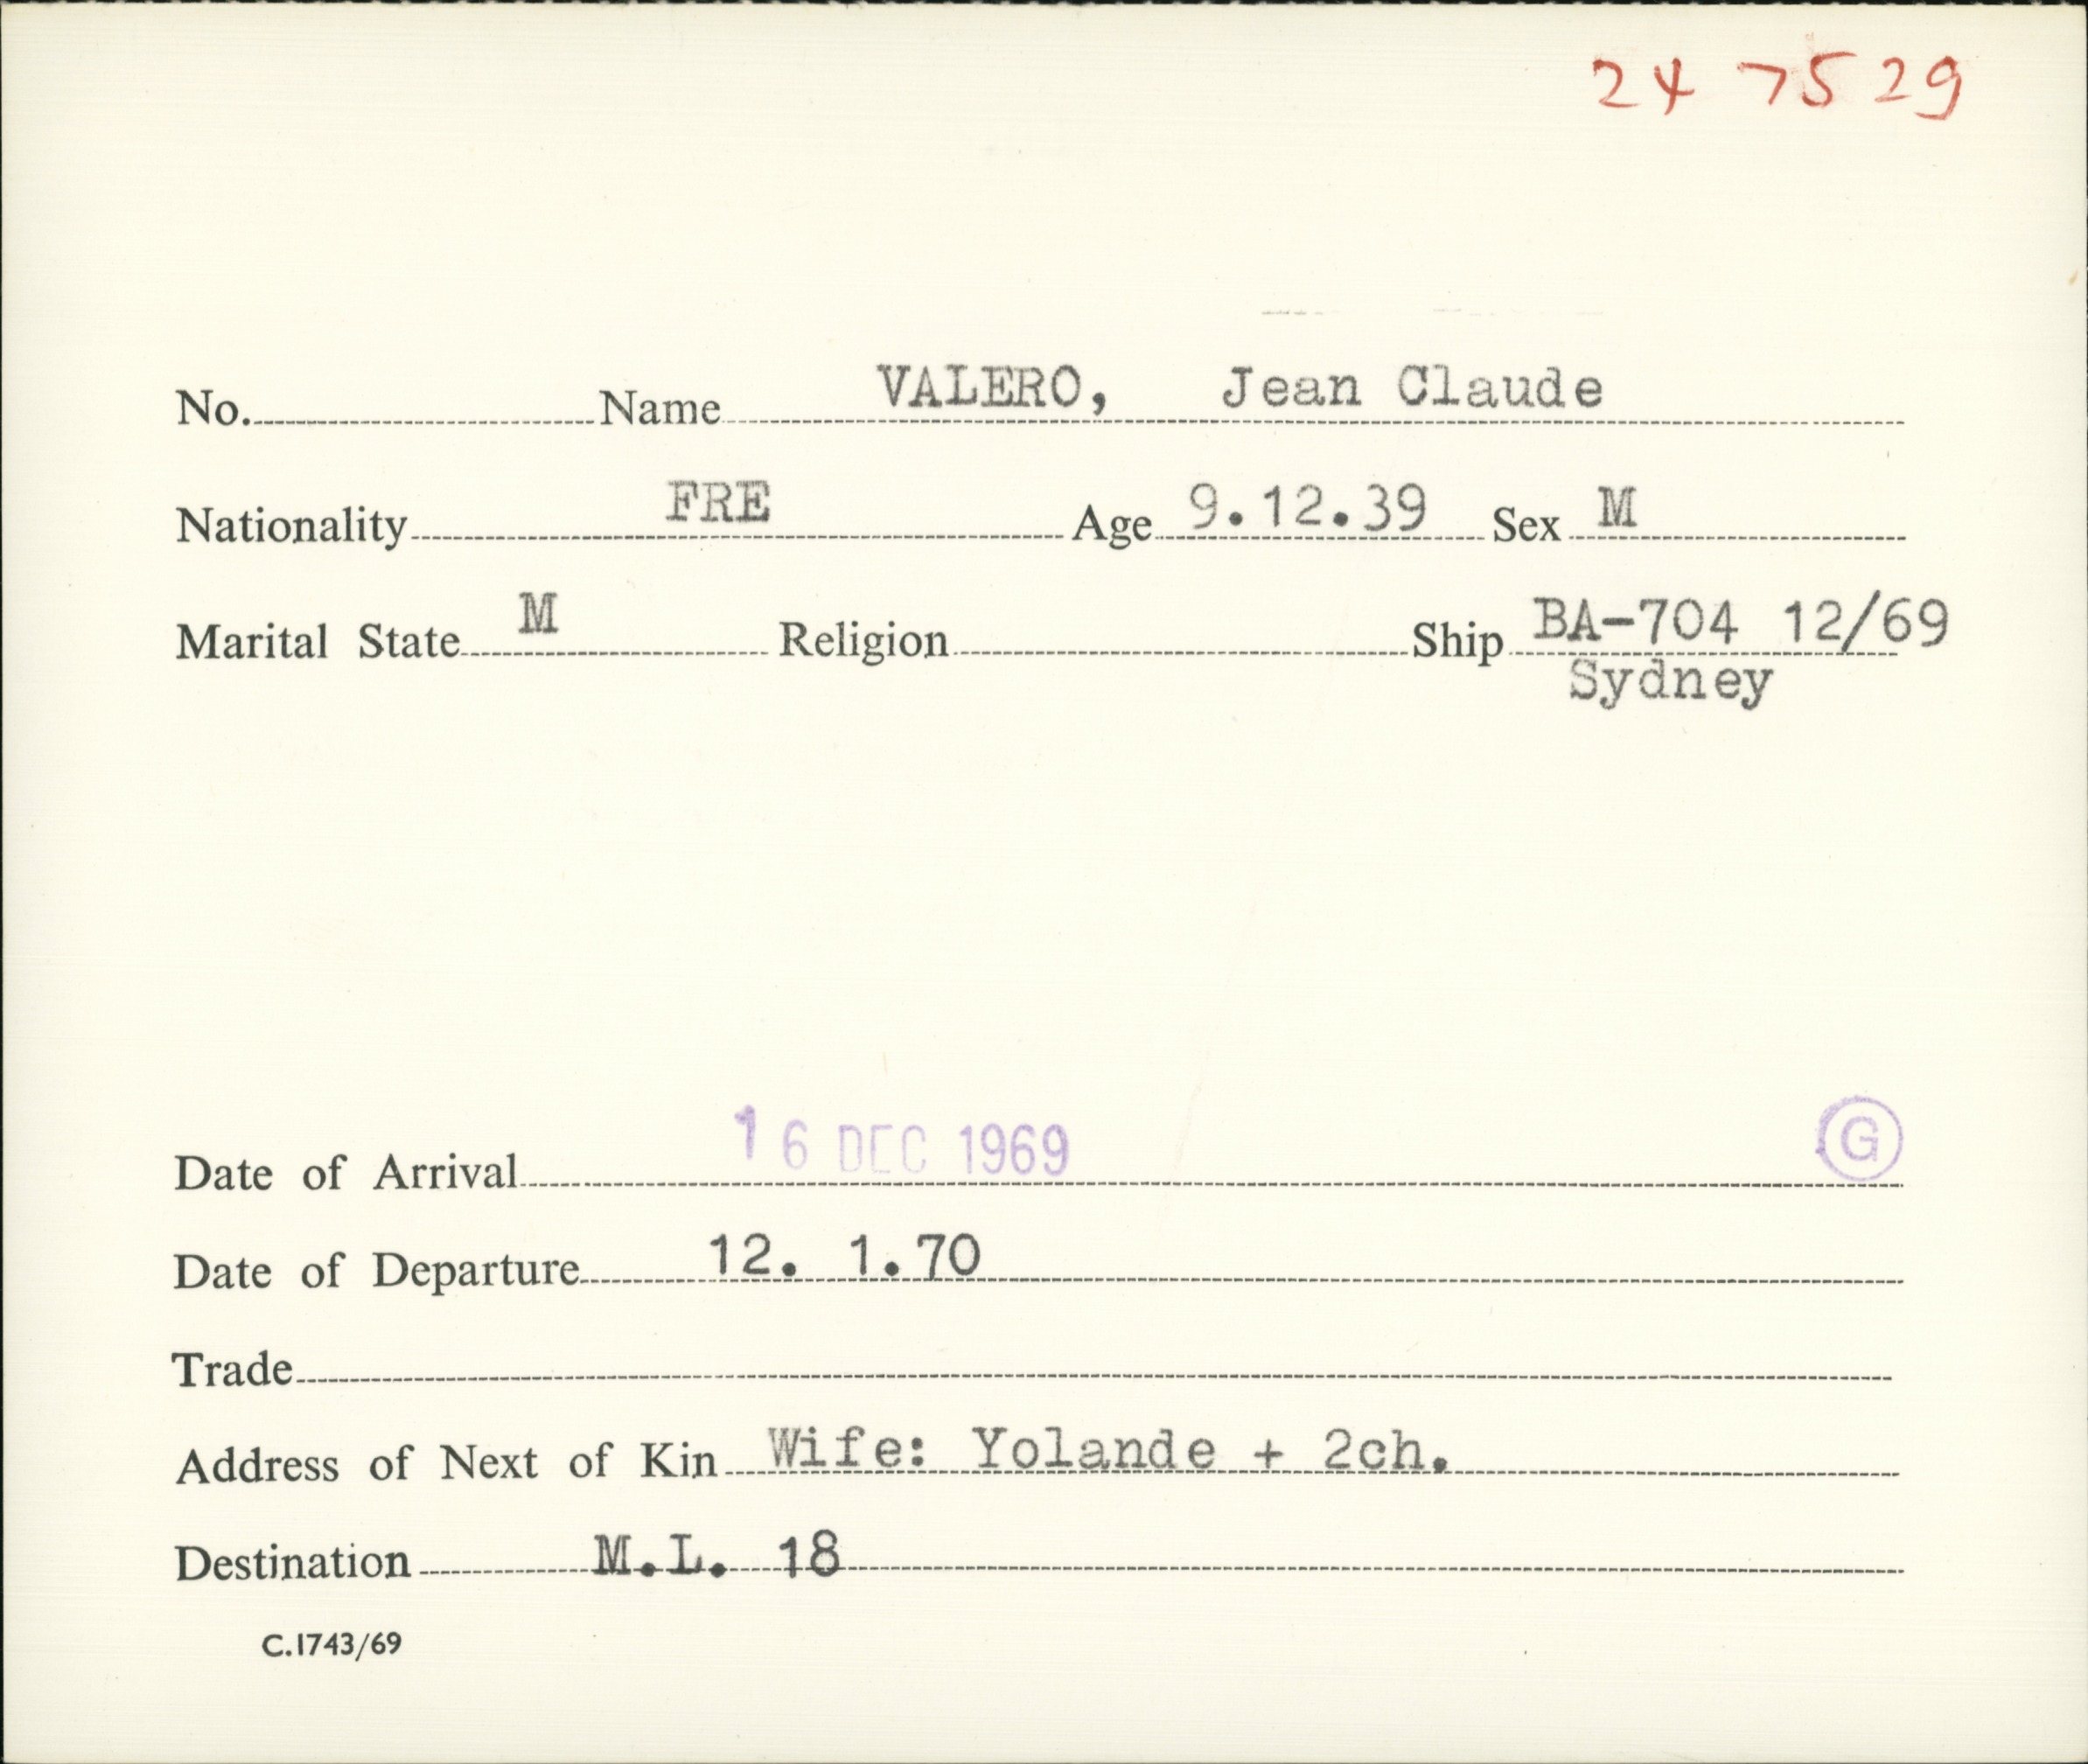 24 7529
No. Name VALERO, Jean Claude
Nationality FRE Age 9.12.39 Sex M
Marital State M Religion Ship BA-704 12/69
Sydney
Date of Arrival 16 DEC 1969 G
Date of Departure 12. 1.70
Trade
Address of Next of Kin Wife: Yolande + 2ch.
Destination M.L. 18
C.1743/69